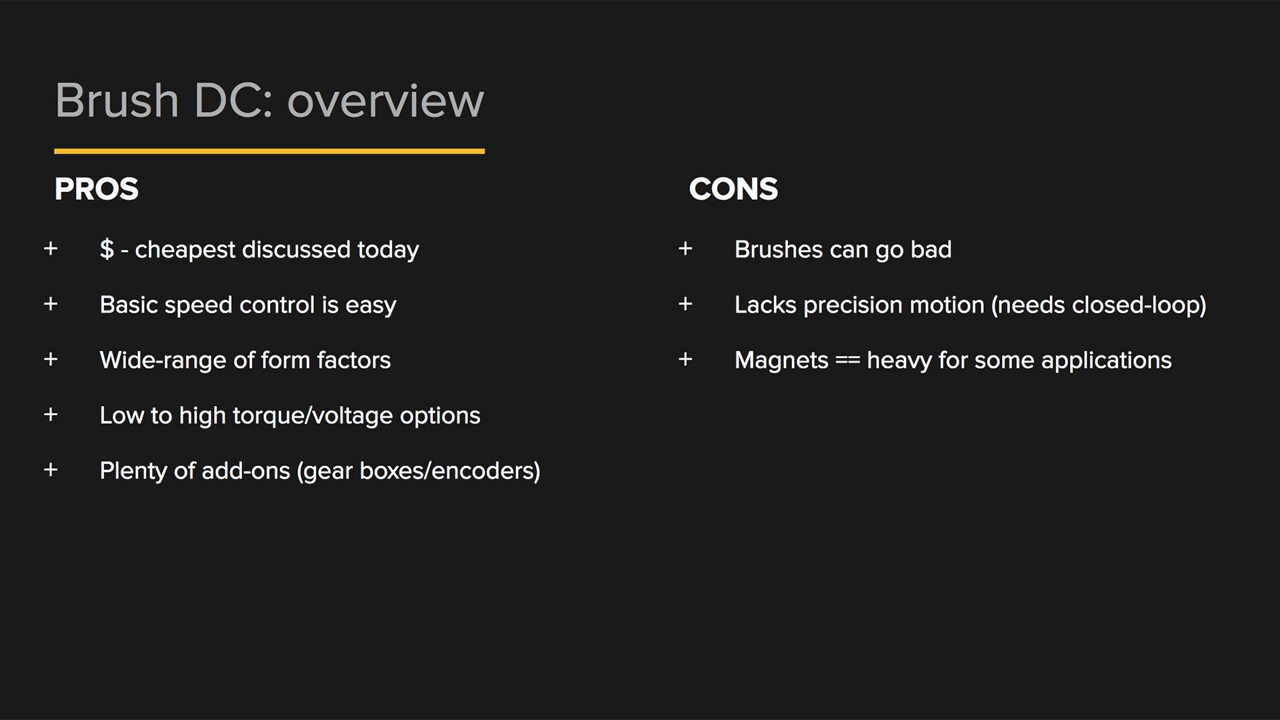 Brush DC: overview
PROS
+ $ - cheapest discussed today
+ Basic speed control is easy
+ Wide-range of form factors
+ Low to high torque/voltage options
+ Plenty of add-ons (gear boxes/encoders)
CONS
+ Brushes can go bad
+ Lacks precision motion (needs closed-loop)
+ Magnets == heavy for some applications